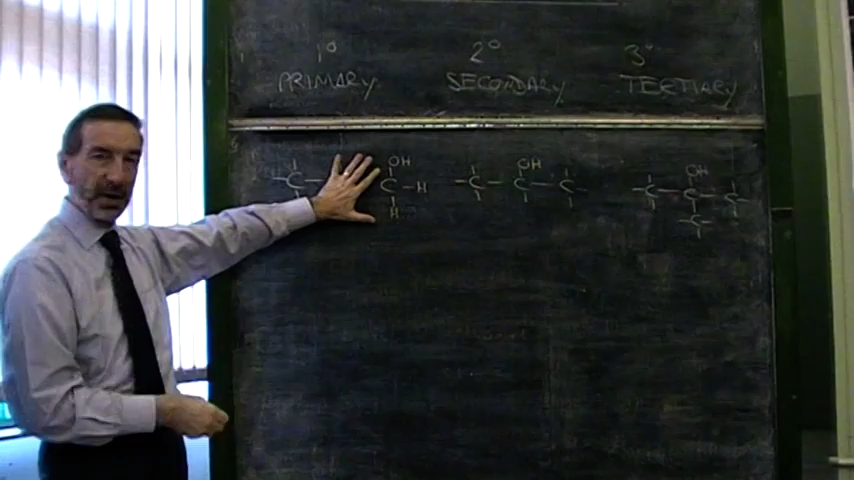 1° 2° 3°
PRIMARY SECONDARY TERTIARY
OH OH OH
C C H C C C C C C
H C